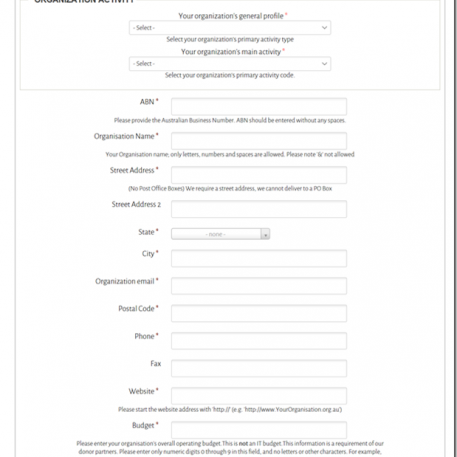 ORGANIZATION ACTIVITY
Your organization's general profile *
- Select -
Select your organization's primary activity type
Your organization's main activity *
- Select -
Select your organization's primary activity code.
ABN *
Please provide the Australian Business Number. ABN should be entered without any spaces.
Organisation Name *
Your Organisation name; only letters, numbers and spaces are allowed. Please note '&' not allowed
Street Address *
(No Post Office Boxes) We require a street address, we cannot deliver to a PO Box
Street Address 2
State *
- none -
City *
Organization email *
Postal Code *
Phone *
Fax
Website *
Please start the website address with 'http://' (e.g. 'http://www.YourOrganisation.org.au')
Budget *
Please enter your organisation's overall operating budget. This is not an IT budget. This information is a requirement of our
donor partners. Please enter only numeric digits 0 through 9 in this field, and no letters or other characters. For example,